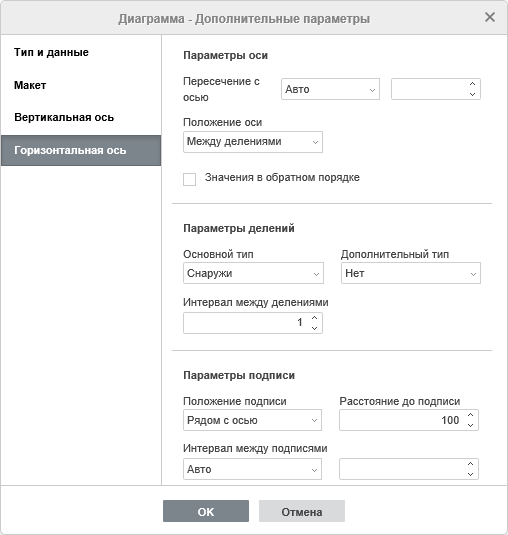 Диаграмма - Дополнительные параметры
Тип и данные
Макет
Вертикальная ось
Горизонтальная ось
Параметры оси
Пересечение с
осью
Авто
Положение оси
Между делениями
Значения в обратном порядке
Параметры делений
Основной тип
Дополнительный тип
Снаружи
Нет
Интервал между делениями
1
Параметры подписи
Положение подписи
Расстояние до подписи
Рядом с осью
100
Интервал между подписями
Авто
OK
Отмена